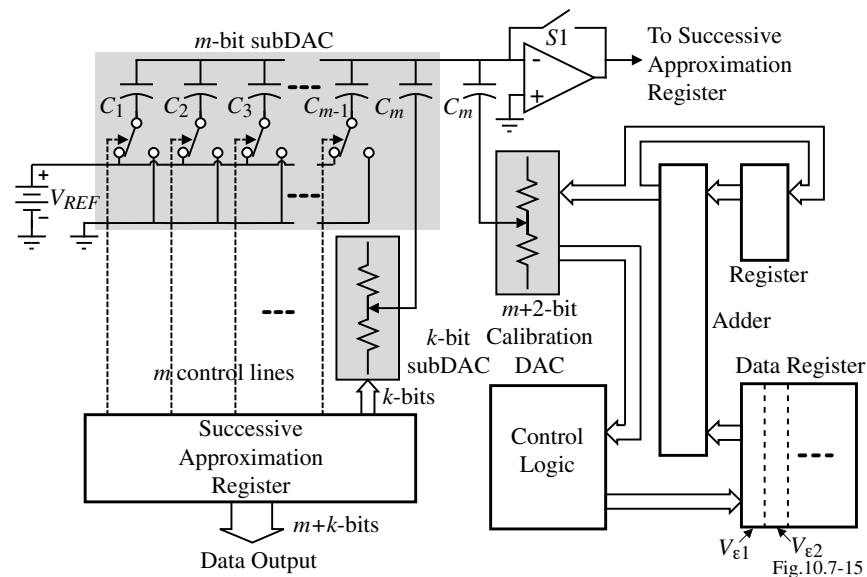 m-bit subDAC
S1
To Successive
Approximation
Register
C1
C2
C3
Cm-1
Cm
Cm
-
+
+
VREF
-
Register
m+2-bit
Calibration
DAC
Adder
k-bit
subDAC
m control lines
k-bits
Data Register
Successive
Approximation
Register
Control
Logic
m+k-bits
Data Output
Vε1
Vε2
Fig.10.7-15